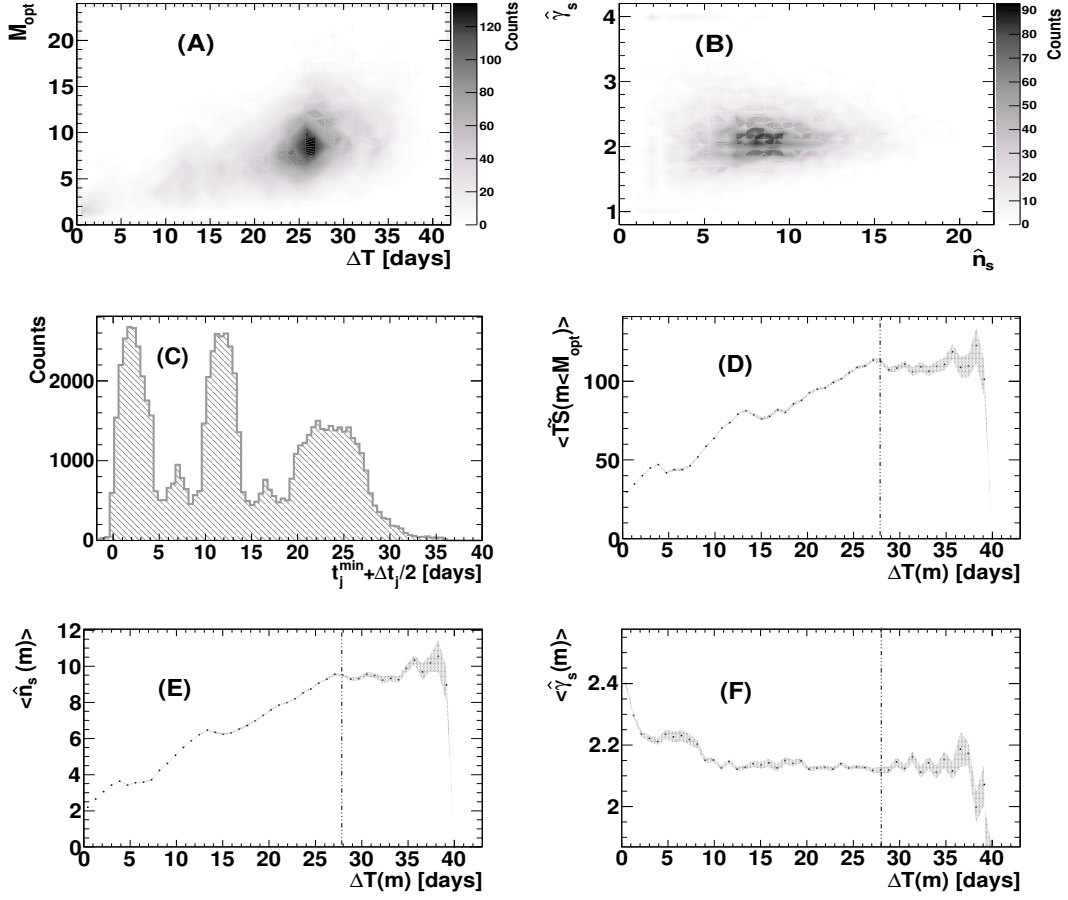 M_opt
20
15
10
5
0
(A)
0 5 10 15 20 25 30 35 40
ΔT [days]
Counts
120
100
80
60
40
20
0
γ̂_s
4
3
2
1
(B)
0 5 10 15 20
n̂_s
Counts
90
80
70
60
50
40
30
20
10
0
Counts
2000
1000
0
(C)
0 5 10 15 20 25 30 35 40
t_j^min+Δt_j/2 [days]
<T̃S(m<M_opt)>
100
50
0
(D)
0 5 10 15 20 25 30 35 40
ΔT(m) [days]
<n̂_s (m)>
12
10
8
6
4
2
0
(E)
0 5 10 15 20 25 30 35 40
ΔT(m) [days]
<γ̂_s(m)>
2.4
2.2
2
(F)
0 5 10 15 20 25 30 35 40
ΔT(m) [days]